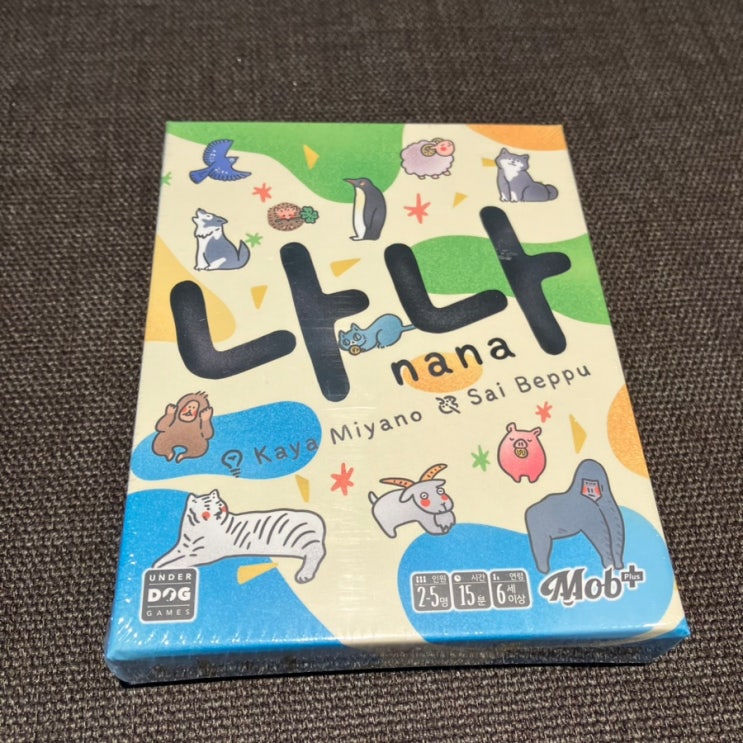 나나
nana
Kaya Miyano Sai Beppu
UNDER
DOG
GAMES
인원
2-5명
시간
15분
연령
6세
이상
Mob+
Plus